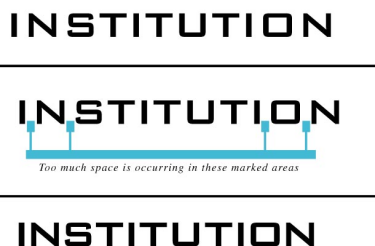 INSTITUTION
INSTITUTION
Too much space is occurring in these marked areas
INSTITUTION